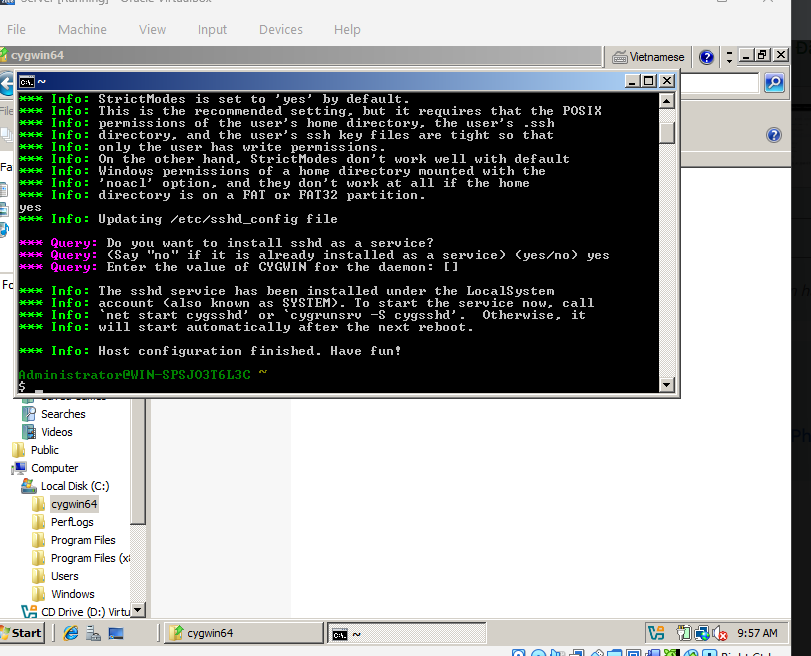 Server [Running] - Oracle VirtualBox
File Machine View Input Devices Help
cygwin64
Vietnamese
~
*** Info: StrictModes is set to 'yes' by default.
*** Info: This is the recommended setting, but it requires that the POSIX
*** Info: permissions of the user's home directory, the user's .ssh
*** Info: directory, and the user's ssh key files are tight so that
*** Info: only the user has write permissions.
*** Info: On the other hand, StrictModes don't work well with default
*** Info: Windows permissions of a home directory mounted with the
*** Info: 'noacl' option, and they don't work at all if the home
*** Info: directory is on a FAT or FAT32 partition.
yes
*** Info: Updating /etc/sshd_config file
*** Query: Do you want to install sshd as a service?
*** Query: (Say "no" if it is already installed as a service) (yes/no) yes
*** Query: Enter the value of CYGWIN for the daemon: []
*** Info: The sshd service has been installed under the LocalSystem
*** Info: account (also known as SYSTEM). To start the service now, call
*** Info: `net start cygsshd' or `cygrunsrv -S cygsshd'.  Otherwise, it
*** Info: will start automatically after the next reboot.
*** Info: Host configuration finished. Have fun!
Administrator@WIN-SPSJO3T6L3C ~
$
File
Fa
Fo
Searches
Videos
Public
Computer
Local Disk (C:)
cygwin64
PerfLogs
Program Files
Program Files (x8
Users
Windows
CD Drive (D:) Virtu
Start
cygwin64
~
9:57 AM
Ph